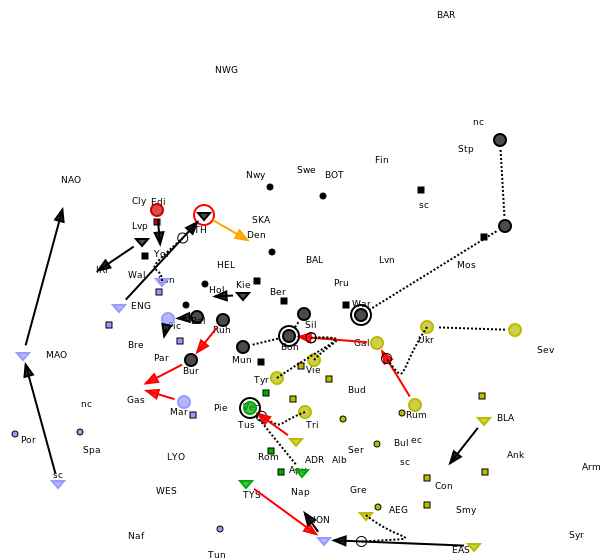 BAR
NWG
nc
Stp
Fin
Swe
BOT
Nwy
NAO
sc
Cly
Edi
SKA
Lvp
TH
Den
Yor
Mos
BAL
Lvn
HEL
IRI
Wal
Lon
Pru
Kie
Hol
Ber
ENG
War
Bel
Pic
Sil
Ruh
Ukr
Bre
Boh
Gal
Sev
MAO
Par
Mun
Vie
Bur
Tyr
Bud
Gas
nc
Mar
Pie
Ven
Rum
BLA
Tus
Tri
Por
Spa
Ser
Bul
ec
LYO
Rom
ADR
Alb
Ank
sc
Arm
Apu
sc
WES
TYS
Nap
Gre
Con
AEG
Smy
ION
Naf
Syr
EAS
Tun